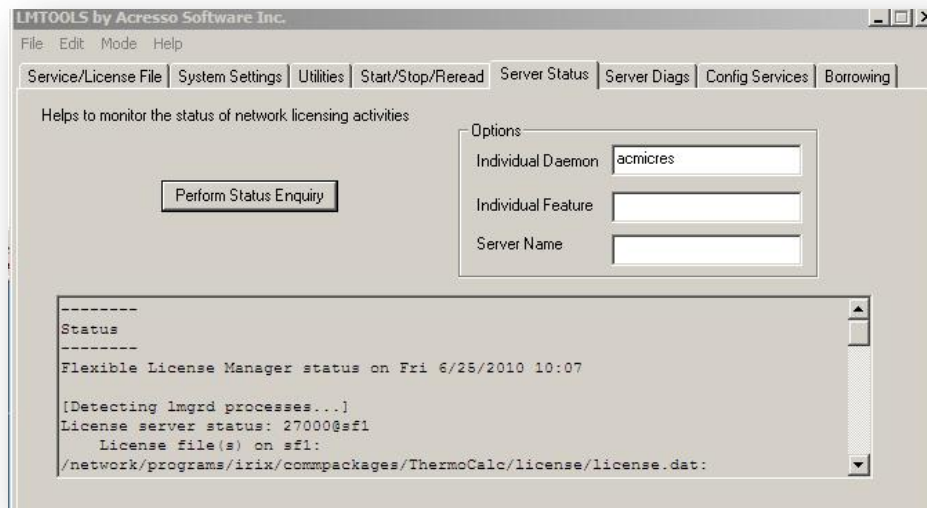 LMTOOLS by Acresso Software Inc.
File Edit Mode Help
Service/License File System Settings Utilities Start/Stop/Reread Server Status Server Diags Config Services Borrowing
Helps to monitor the status of network licensing activities
Options
Individual Daemon acmicres
Perform Status Enquiry
Individual Feature
Server Name
--------
Status
--------
Flexible License Manager status on Fri 6/25/2010 10:07
[Detecting lmgrd processes...]
License server status: 27000@sf1
License file(s) on sf1:
/network/programs/irix/commpackages/ThermoCalc/license/license.dat: